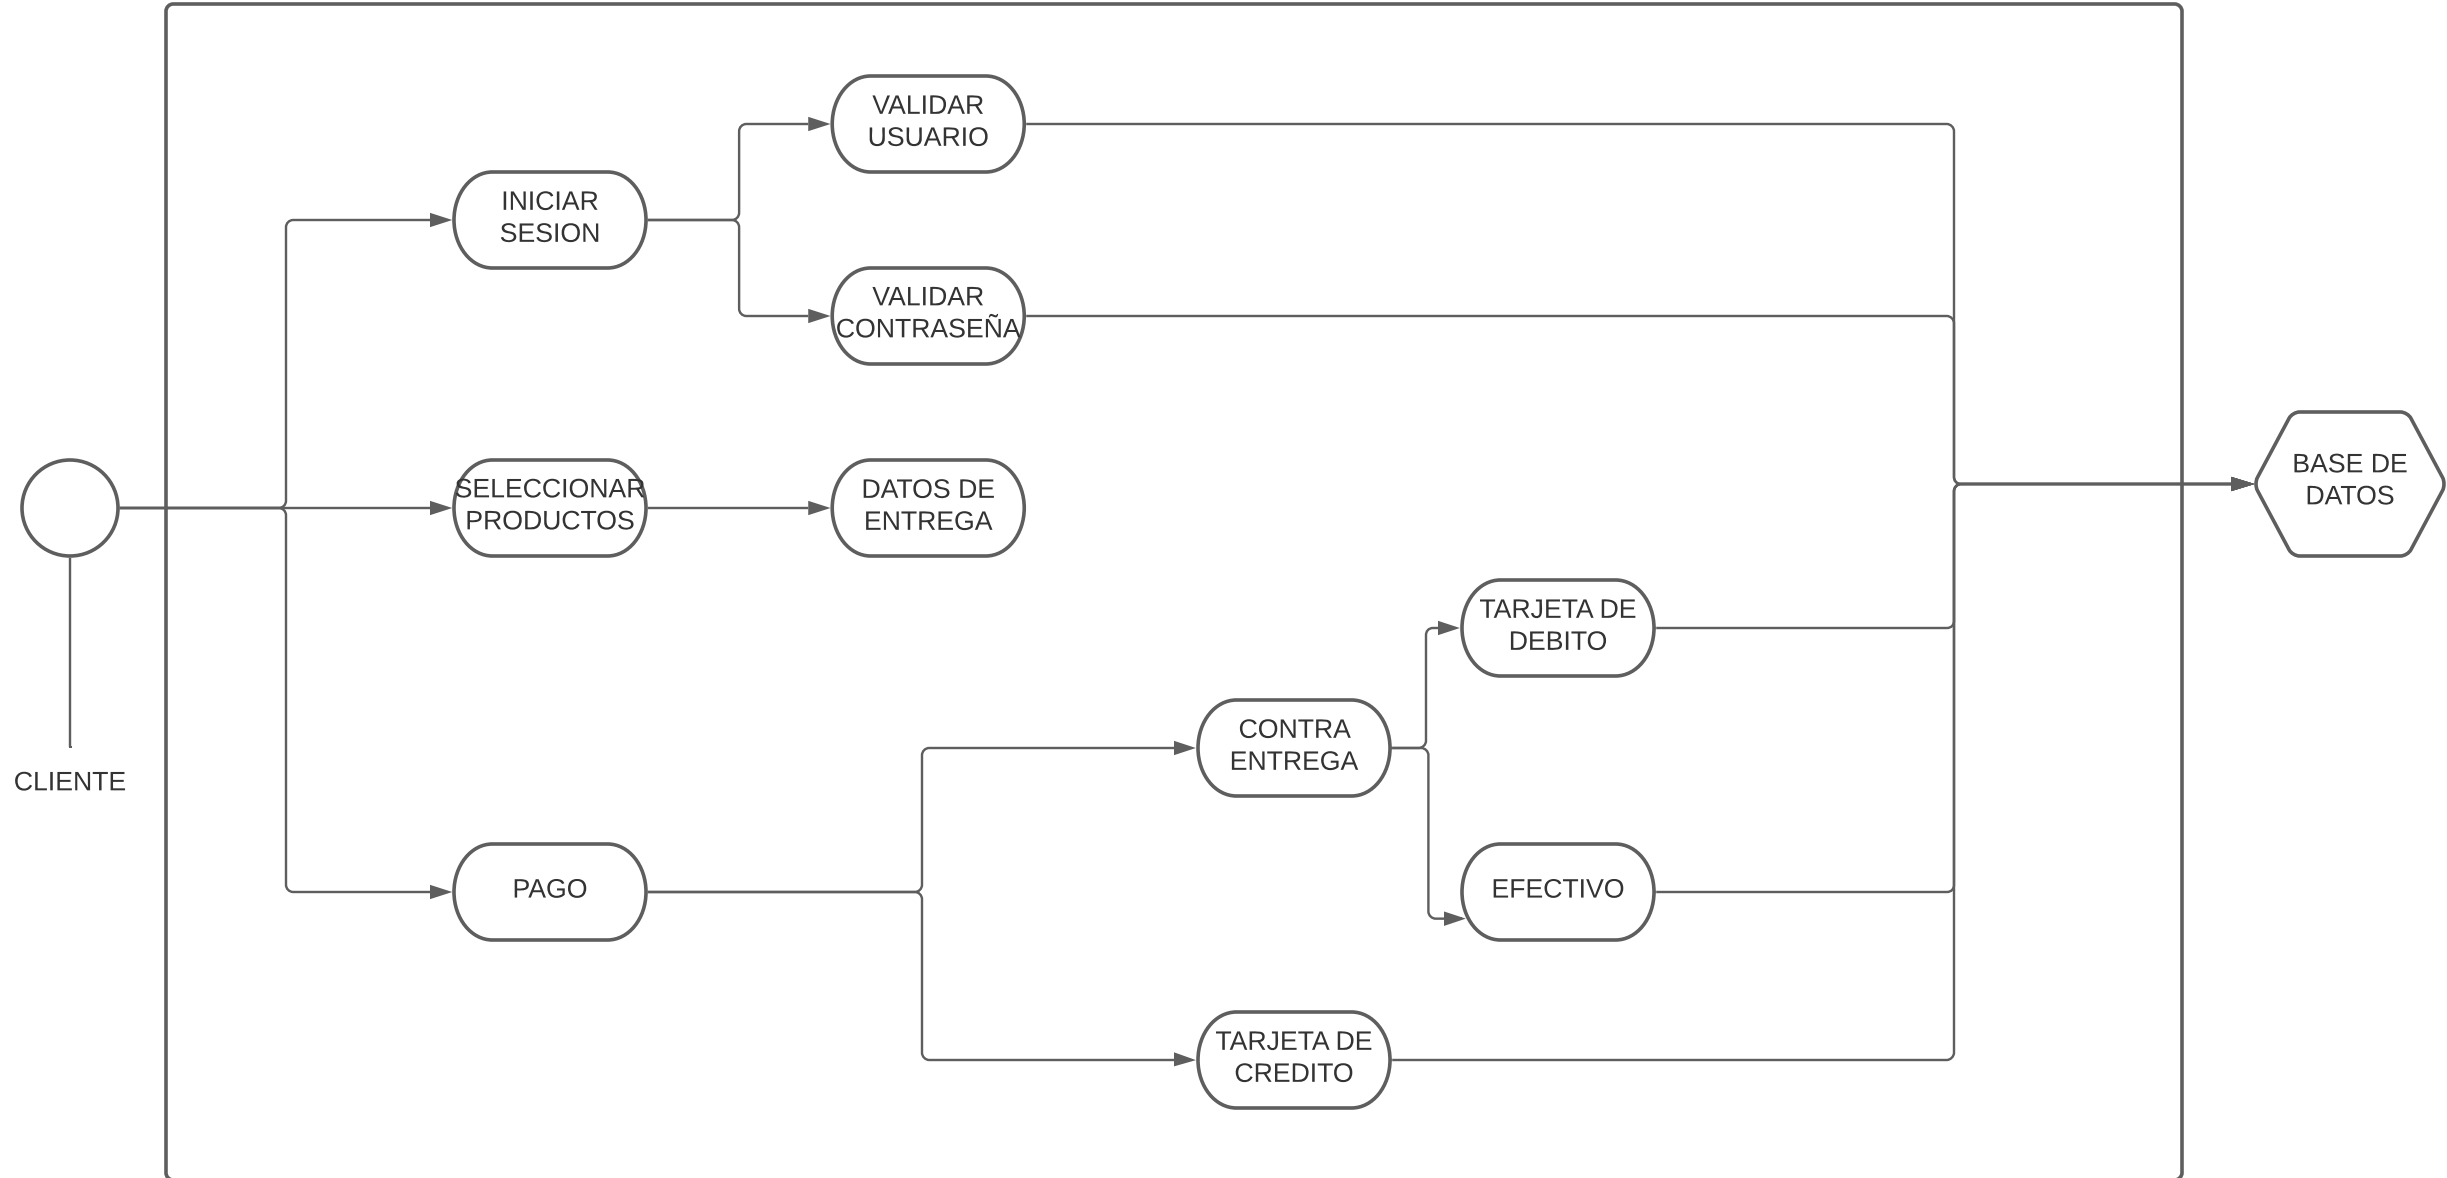 VALIDAR
USUARIO
INICIAR
SESION
VALIDAR
CONTRASEÑA
SELECCIONAR
PRODUCTOS
DATOS DE
ENTREGA
BASE DE
DATOS
TARJETA DE
DEBITO
CONTRA
ENTREGA
CLIENTE
PAGO
EFECTIVO
TARJETA DE
CREDITO